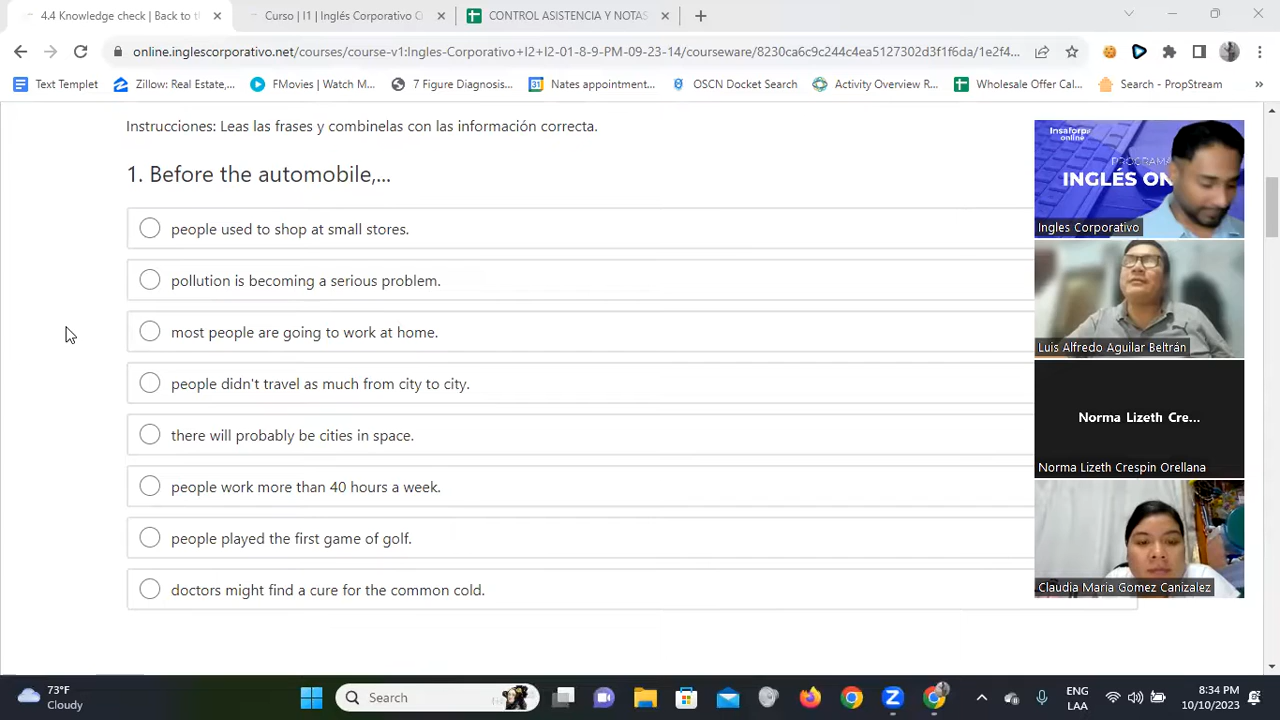 4.4 Knowledge check | Back to t
Curso | I1 | Inglés Corporativo O
CONTROL ASISTENCIA Y NOTAS
online.inglescorporativo.net/courses/course-v1:Ingles-Corporativo+I2+I2-01-8-9-PM-09-23-14/courseware/8230ca6c9c244c4ea5127302d3f1f6da/1e2f4...
Text Templet
Zillow: Real Estate,...
FMovies | Watch M...
7 Figure Diagnosis...
31
Nates appointment...
OSCN Docket Search
Activity Overview R...
Wholesale Offer Cal...
Search - PropStream
»
Instrucciones: Leas las frases y combinelas con las información correcta.
1. Before the automobile,...
people used to shop at small stores.
pollution is becoming a serious problem.
most people are going to work at home.
people didn't travel as much from city to city.
there will probably be cities in space.
people work more than 40 hours a week.
people played the first game of golf.
doctors might find a cure for the common cold.
Insaforp
online
PROGRAMA
INGLÉS ON
Ingles Corporativo
Luis Alfredo Aguilar Beltrán
Norma Lizeth Cre...
Norma Lizeth Crespin Orellana
Claudia Maria Gomez Canizalez
73°F
Cloudy
Search
ENG
LAA
8:34 PM
10/10/2023